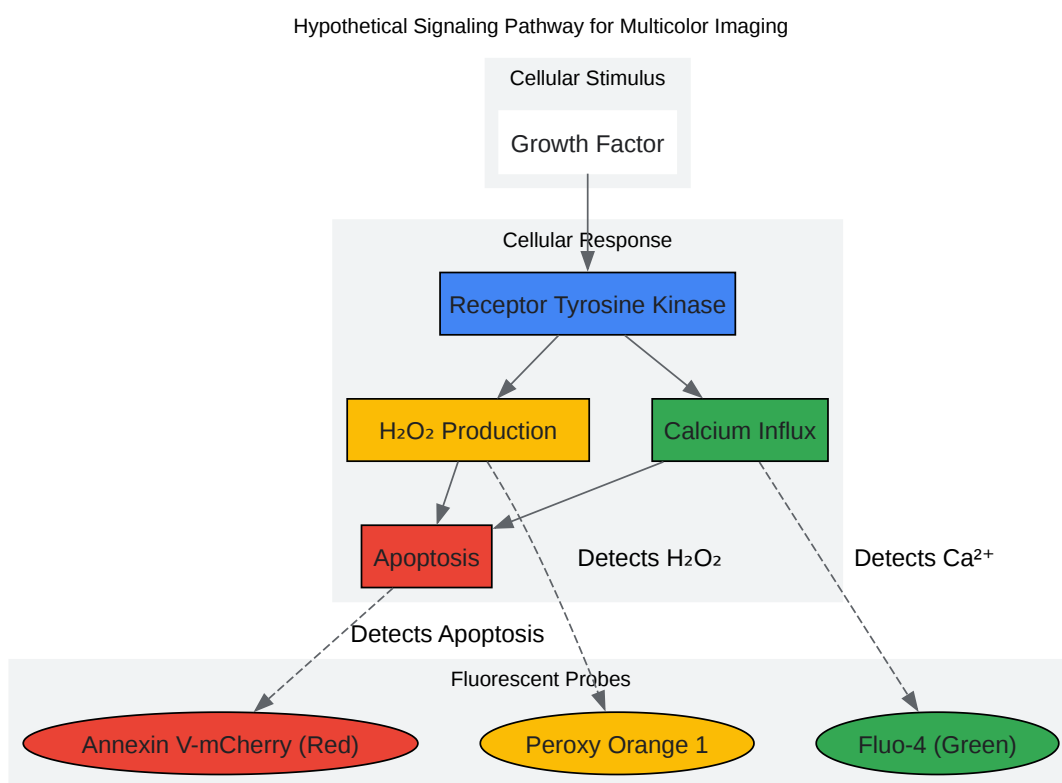 Hypothetical Signaling Pathway for Multicolor Imaging
Cellular Stimulus
Growth Factor
Cellular Response
Receptor Tyrosine Kinase
H₂O₂ Production
Calcium Influx
Apoptosis
Detects H₂O₂
Detects Ca²⁺
Detects Apoptosis
Fluorescent Probes
Annexin V-mCherry (Red)
Peroxy Orange 1
Fluo-4 (Green)